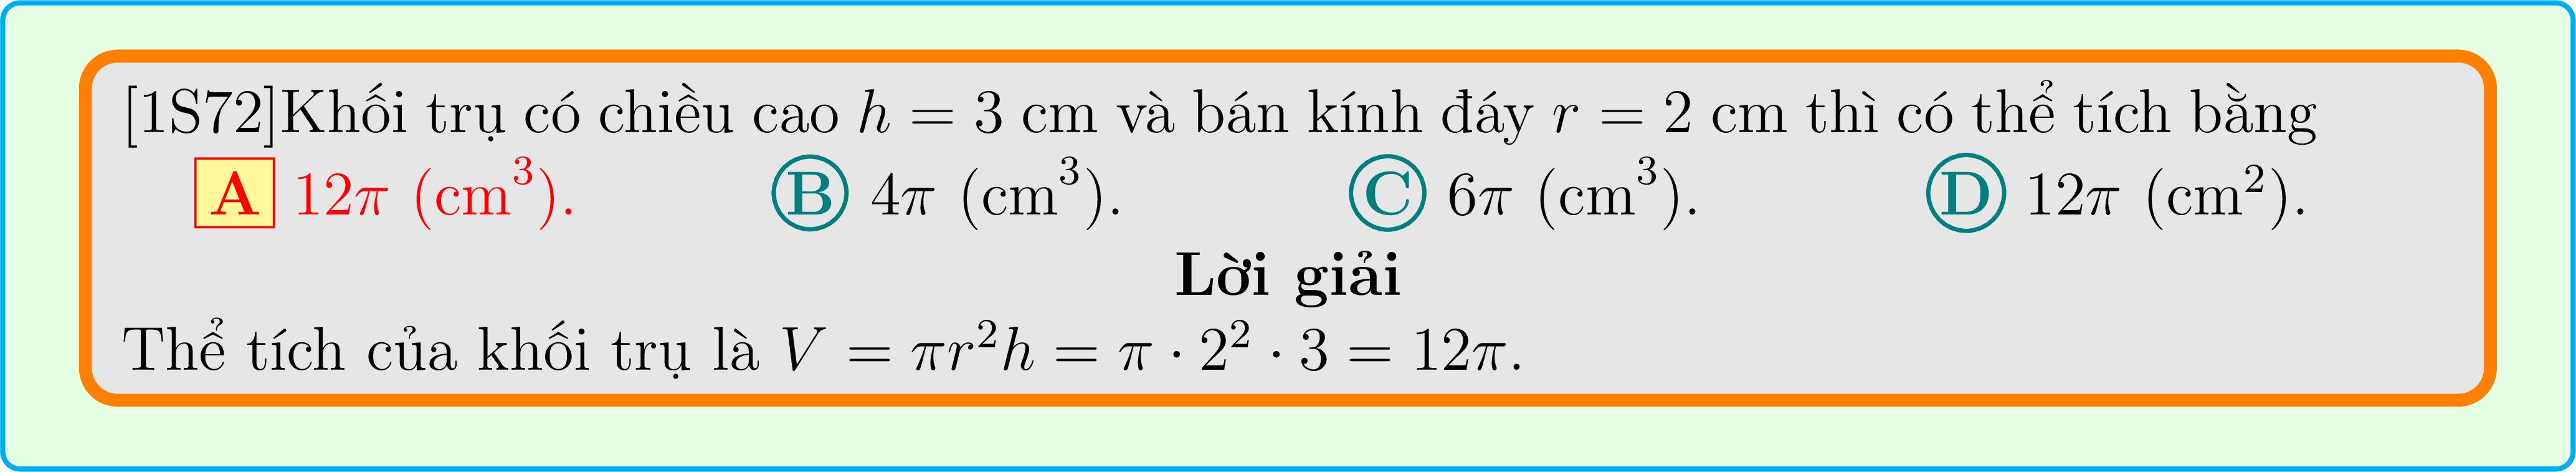 [1S72]Khối trụ có chiều cao h = 3 cm và bán kính đáy r = 2 cm thì có thể tích bằng
A 12π (cm³). B 4π (cm³). C 6π (cm³). D 12π (cm²).
Lời giải
Thể tích của khối trụ là V = πr²h = π · 2² · 3 = 12π.